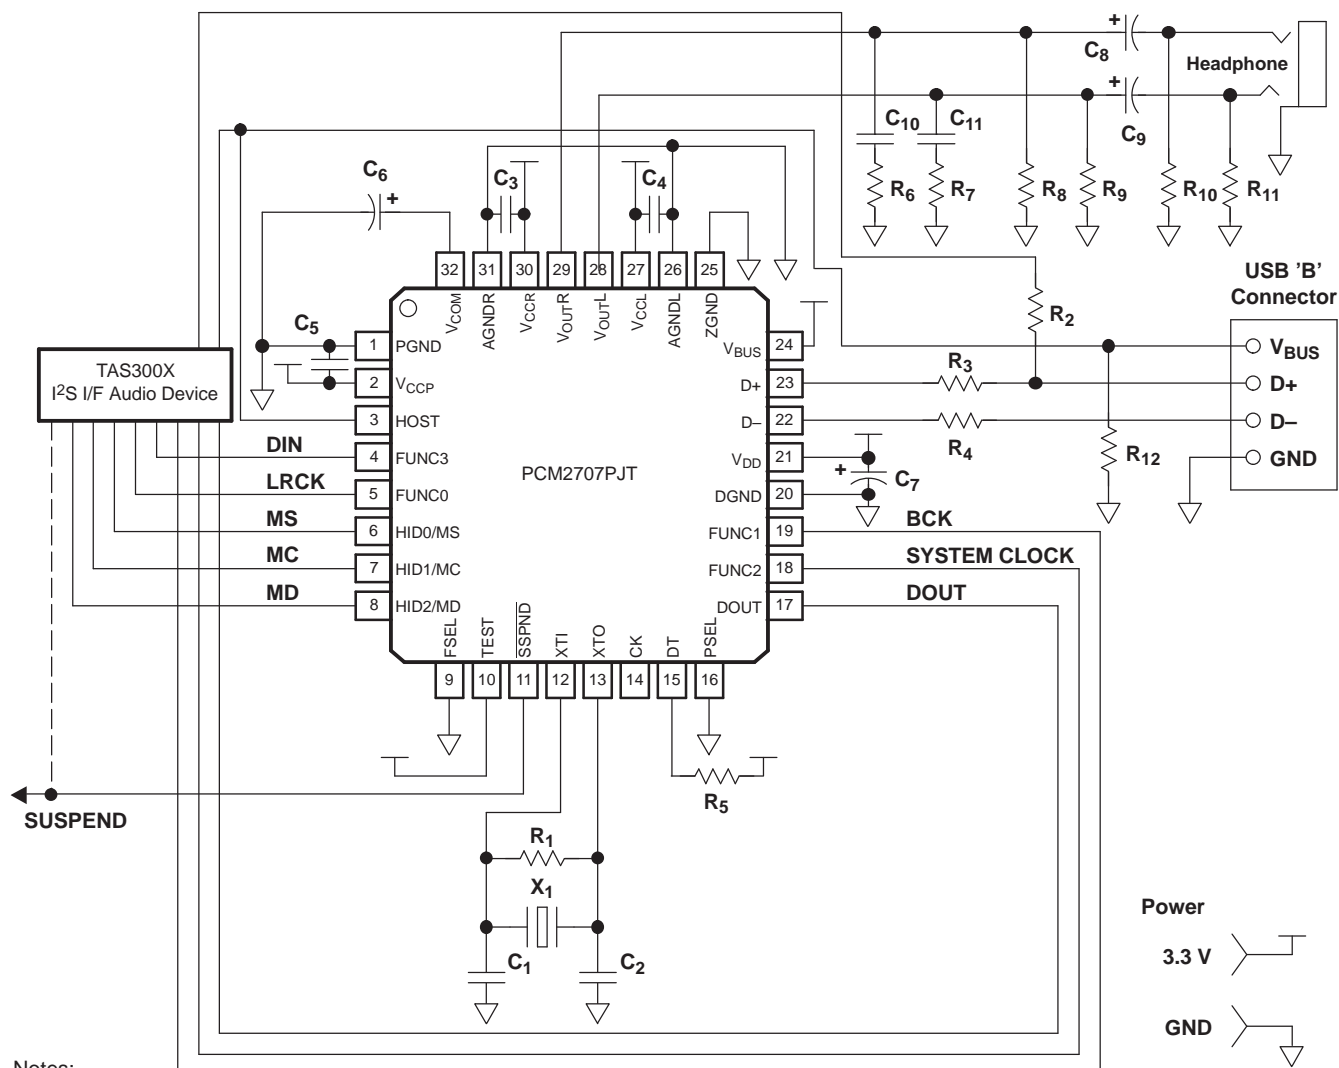 +
C8
Headphone
+
C9
C10
C11
C6
+
C3
C4
R6
R7
R8
R9
R10
R11
32
31
30
29
28
27
26
25
VCOM
AGNDR
VCCR
VOUTR
VOUTL
VCCL
AGNDL
ZGND
USB 'B'
Connector
R2
C5
1
PGND
VBUS
24
VBUS
TAS300X
I2S I/F Audio Device
2
VCCP
D+
23
R3
D+
3
HOST
D–
22
R4
D–
DIN
4
FUNC3
PCM2707PJT
VDD
21
+
C7
R12
GND
LRCK
5
FUNC0
DGND
20
MS
6
HID0/MS
FUNC1
19
BCK
MC
7
HID1/MC
FUNC2
18
SYSTEM CLOCK
MD
8
HID2/MD
DOUT
17
DOUT
FSEL
TEST
SSPND
XTI
XTO
CK
DT
PSEL
9
10
11
12
13
14
15
16
R5
SUSPEND
R1
X1
C1
C2
Power
3.3 V
GND
Notes: